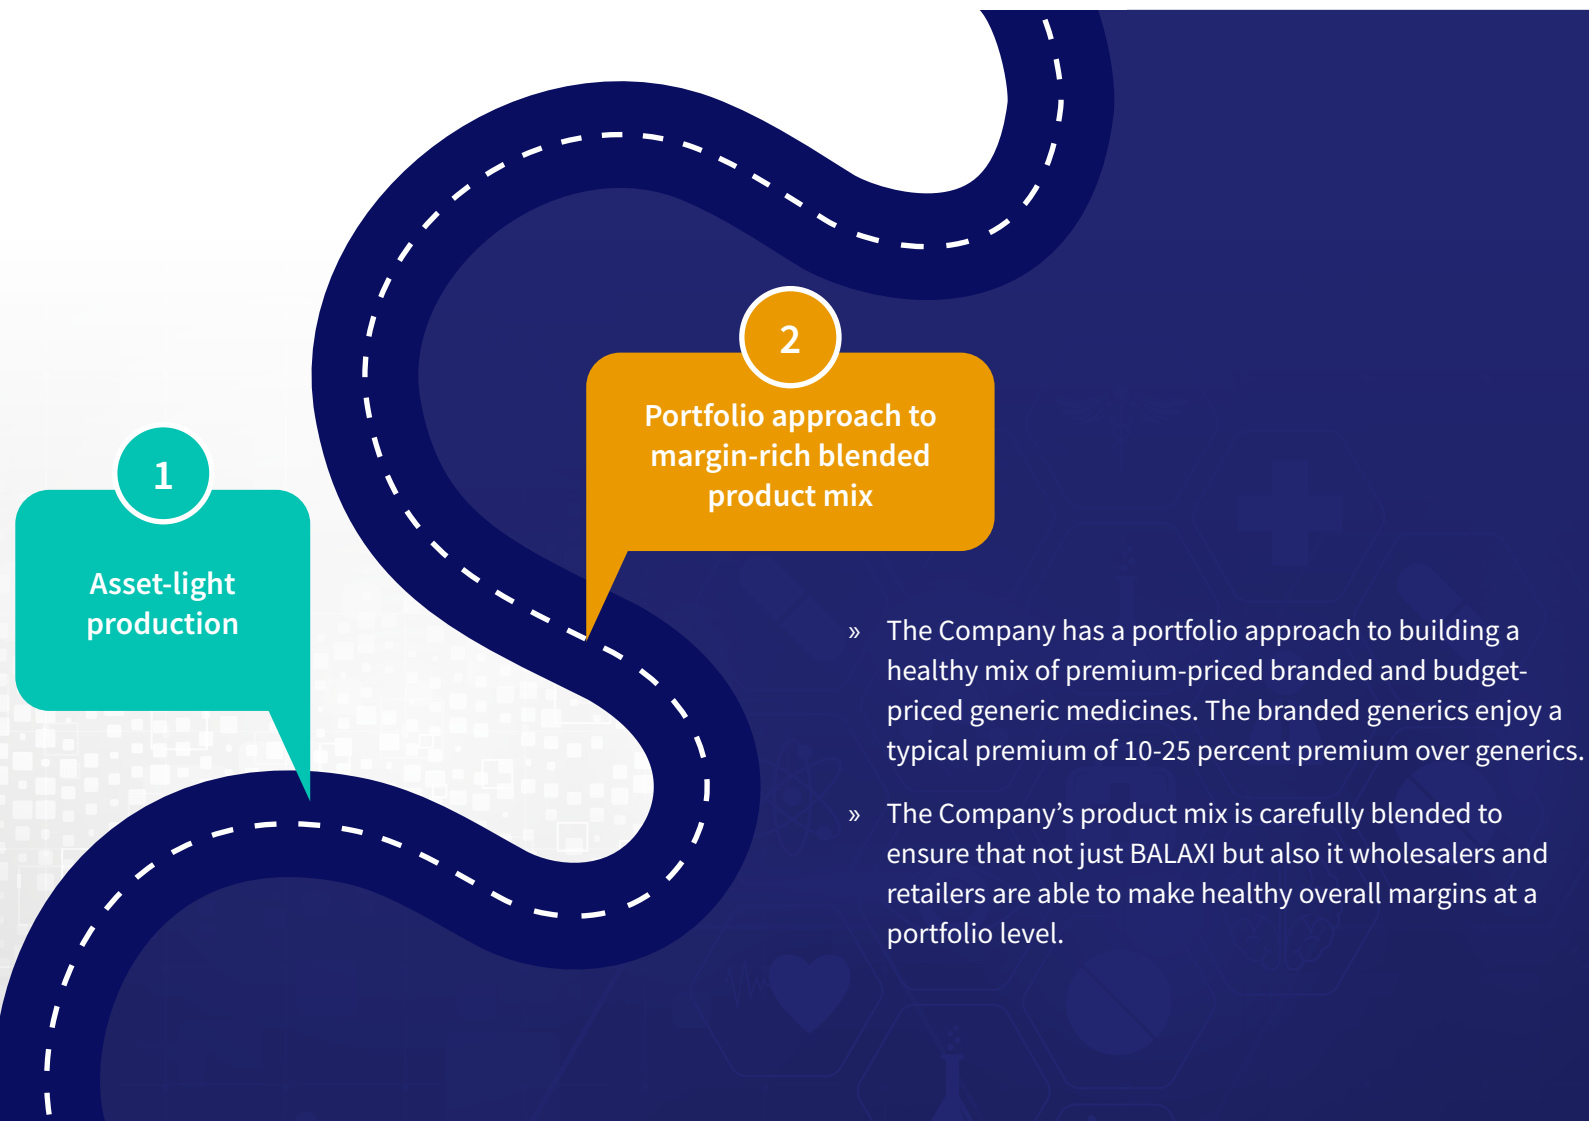 1
Asset-light
production
2
Portfolio approach to
margin-rich blended
product mix
» The Company has a portfolio approach to building a
healthy mix of premium-priced branded and budget-
priced generic medicines. The branded generics enjoy a
typical premium of 10-25 percent premium over generics.
» The Company’s product mix is carefully blended to
ensure that not just BALAXI but also it wholesalers and
retailers are able to make healthy overall margins at a
portfolio level.